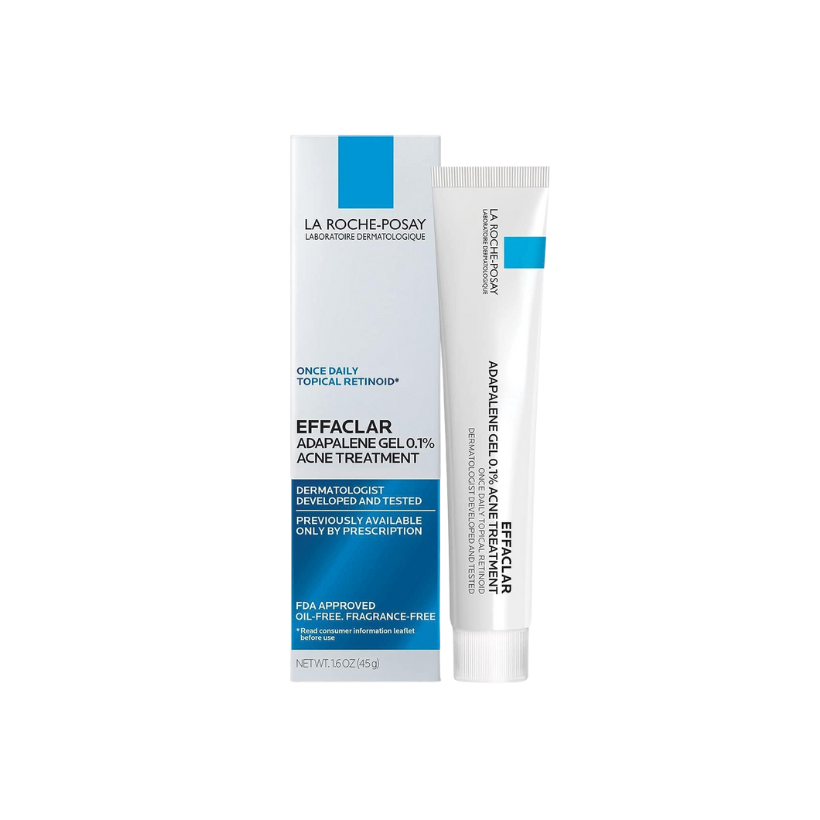 LA ROCHE-POSAY
LABORATOIRE DERMATOLOGIQUE
ONCE DAILY
TOPICAL RETINOID*
EFFACLAR
ADAPALENE GEL 0.1%
ACNE TREATMENT
DERMATOLOGIST
DEVELOPED AND TESTED
PREVIOUSLY AVAILABLE
ONLY BY PRESCRIPTION
FDA APPROVED
OIL-FREE. FRAGRANCE-FREE
*Read consumer information leaflet
before use
NET WT. 1.6 OZ (45g)
LA ROCHE-POSAY
LABORATOIRE DERMATOLOGIQUE
EFFACLAR
ADAPALENE GEL 0.1% ACNE TREATMENT
ONCE DAILY TOPICAL RETINOID
DERMATOLOGIST DEVELOPED AND TESTED